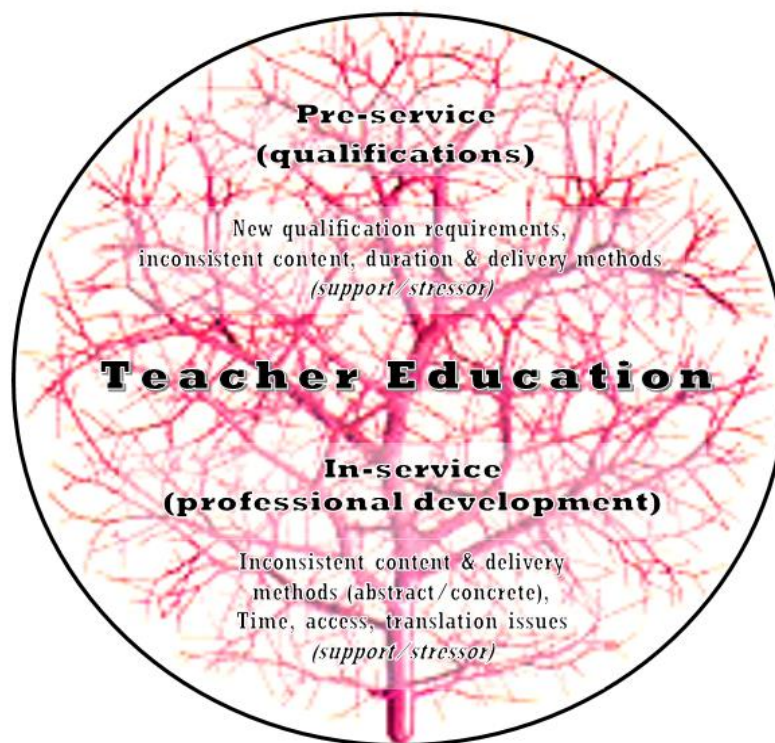 Pre-service
(qualifications)
New qualification requirements,
inconsistent content, duration & delivery methods
(support/stressor)
Teacher Education
In-service
(professional development)
Inconsistent content & delivery
methods (abstract/concrete),
Time, access, translation issues
(support/stressor)